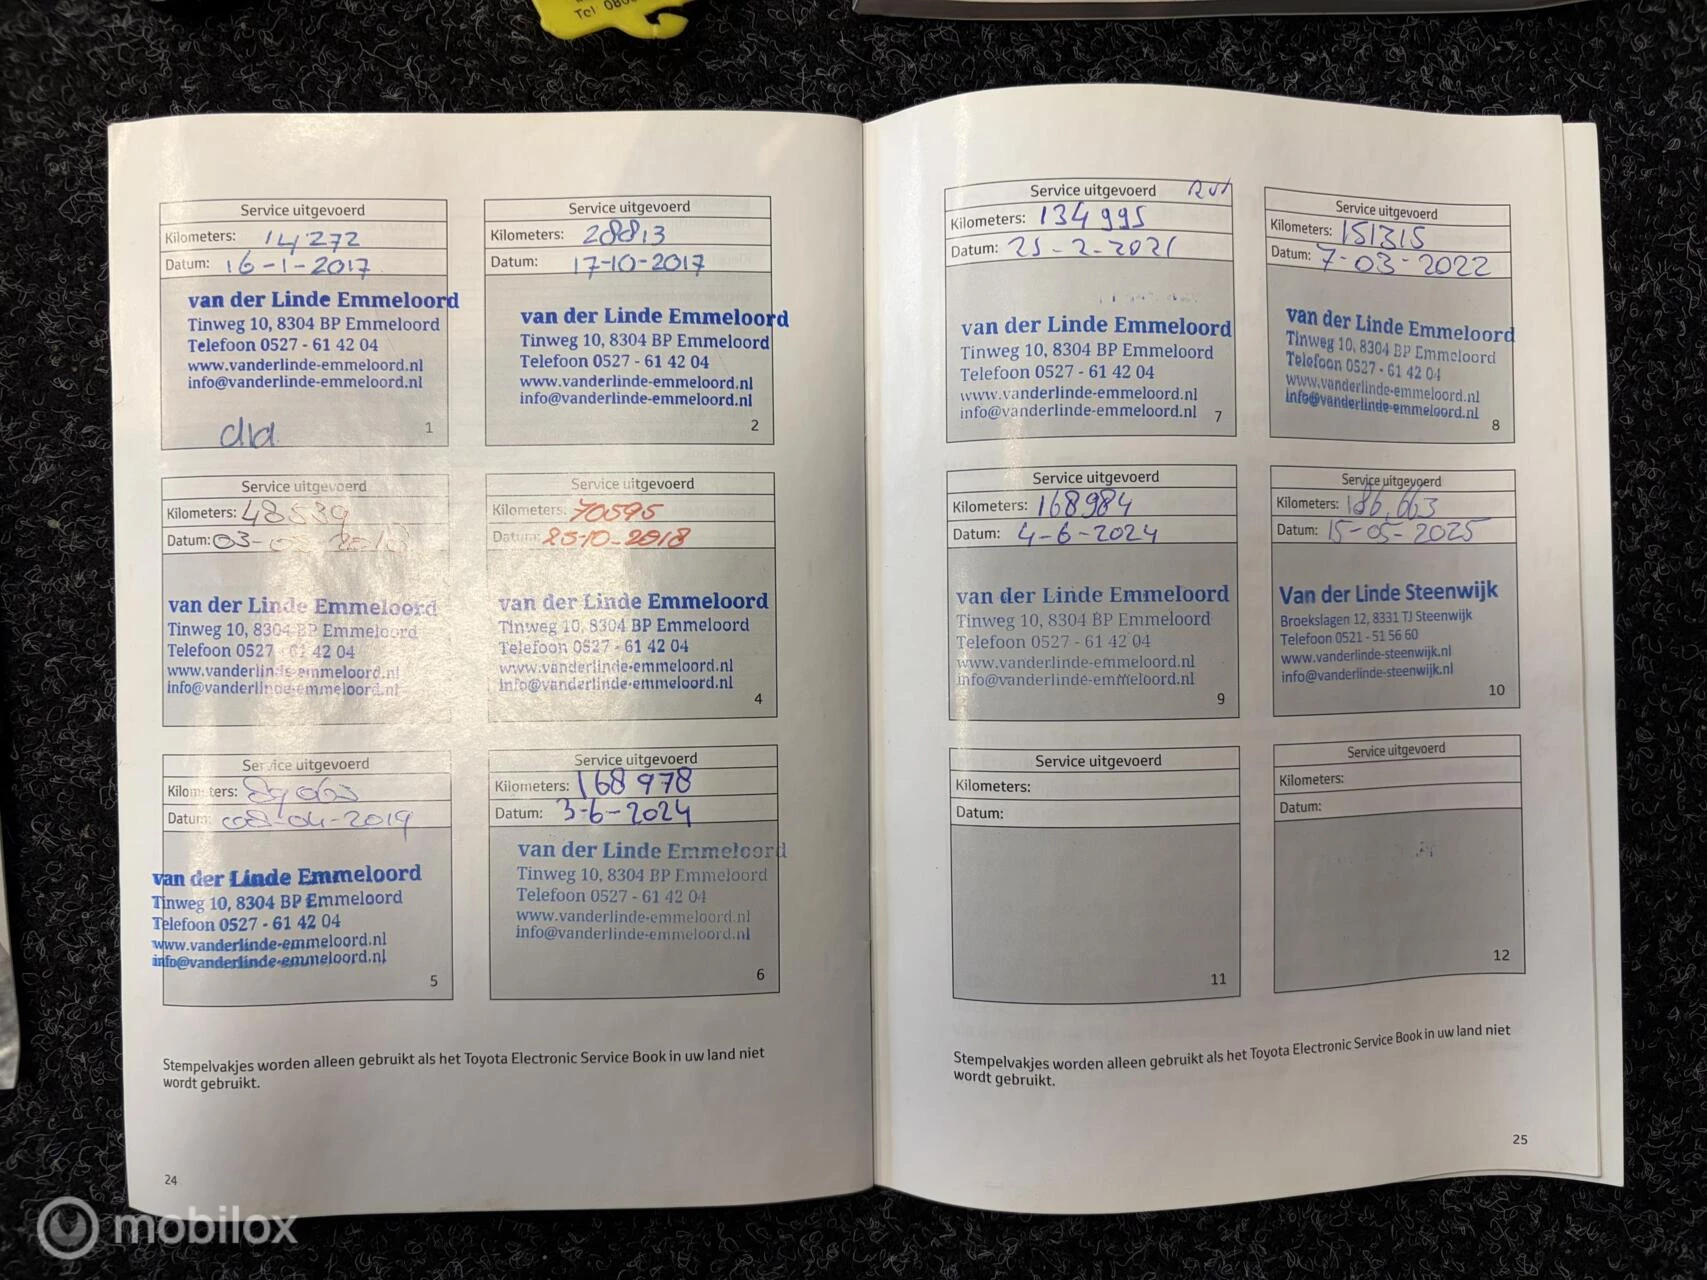 Tel
Service uitgevoerd
Kilometers: 14272
Datum: 16-1-2017
van der Linde Emmeloord
Tinweg 10, 8304 BP Emmeloord
Telefoon 0527 - 61 42 04
www.vanderlinde-emmeloord.nl
info@vanderlinde-emmeloord.nl
1
Service uitgevoerd
Kilometers: 28813
Datum: 17-10-2017
van der Linde Emmeloord
Tinweg 10, 8304 BP Emmeloord
Telefoon 0527 - 61 42 04
www.vanderlinde-emmeloord.nl
info@vanderlinde-emmeloord.nl
2
Service uitgevoerd
Kilometers: 48539
Datum: 03-
van der Linde Emmeloord
Tinweg 10, 8304 BP Emmeloord
Telefoon 0527 - 61 42 04
www.vanderlinde-emmeloord.nl
info@vanderlinde-emmeloord.nl
Service uitgevoerd
Kilometers: 70595
Datum: 25-10-2018
van der Linde Emmeloord
Tinweg 10, 8304 BP Emmeloord
Telefoon 0527 - 61 42 04
www.vanderlinde-emmeloord.nl
info@vanderlinde-emmeloord.nl
4
Service uitgevoerd
Kilometers: 89063
Datum: 08-04-2019
van der Linde Emmeloord
Tinweg 10, 8304 BP Emmeloord
Telefoon 0527 - 61 42 04
www.vanderlinde-emmeloord.nl
info@vanderlinde-emmeloord.nl
5
Service uitgevoerd
Kilometers: 168978
Datum: 3-6-2024
van der Linde Emmeloord
Tinweg 10, 8304 BP Emmeloord
Telefoon 0527 - 61 42 04
www.vanderlinde-emmeloord.nl
info@vanderlinde-emmeloord.nl
6
Stempelvakjes worden alleen gebruikt als het Toyota Electronic Service Book in uw land niet
wordt gebruikt.
24
Service uitgevoerd
Kilometers: 134995
Datum: 25-2-2021
van der Linde Emmeloord
Tinweg 10, 8304 BP Emmeloord
Telefoon 0527 - 61 42 04
www.vanderlinde-emmeloord.nl
info@vanderlinde-emmeloord.nl
7
Service uitgevoerd
Kilometers: 151315
Datum: 7-03-2022
van der Linde Emmeloord
Tinweg 10, 8304 BP Emmeloord
Telefoon 0527 - 61 42 04
www.vanderlinde-emmeloord.nl
info@vanderlinde-emmeloord.nl
8
Service uitgevoerd
Kilometers: 168984
Datum: 4-6-2024
van der Linde Emmeloord
Tinweg 10, 8304 BP Emmeloord
Telefoon 0527 - 61 42 04
www.vanderlinde-emmeloord.nl
info@vanderlinde-emmeloord.nl
9
Service uitgevoerd
Kilometers: 186.663
Datum: 15-05-2025
Van der Linde Steenwijk
Broekslagen 12, 8331 TJ Steenwijk
Telefoon 0521 - 51 56 60
www.vanderlinde-steenwijk.nl
info@vanderlinde-steenwijk.nl
10
Service uitgevoerd
Kilometers:
Datum:
11
Service uitgevoerd
Kilometers:
Datum:
12
Stempelvakjes worden alleen gebruikt als het Toyota Electronic Service Book in uw land niet
wordt gebruikt.
25
mobilox